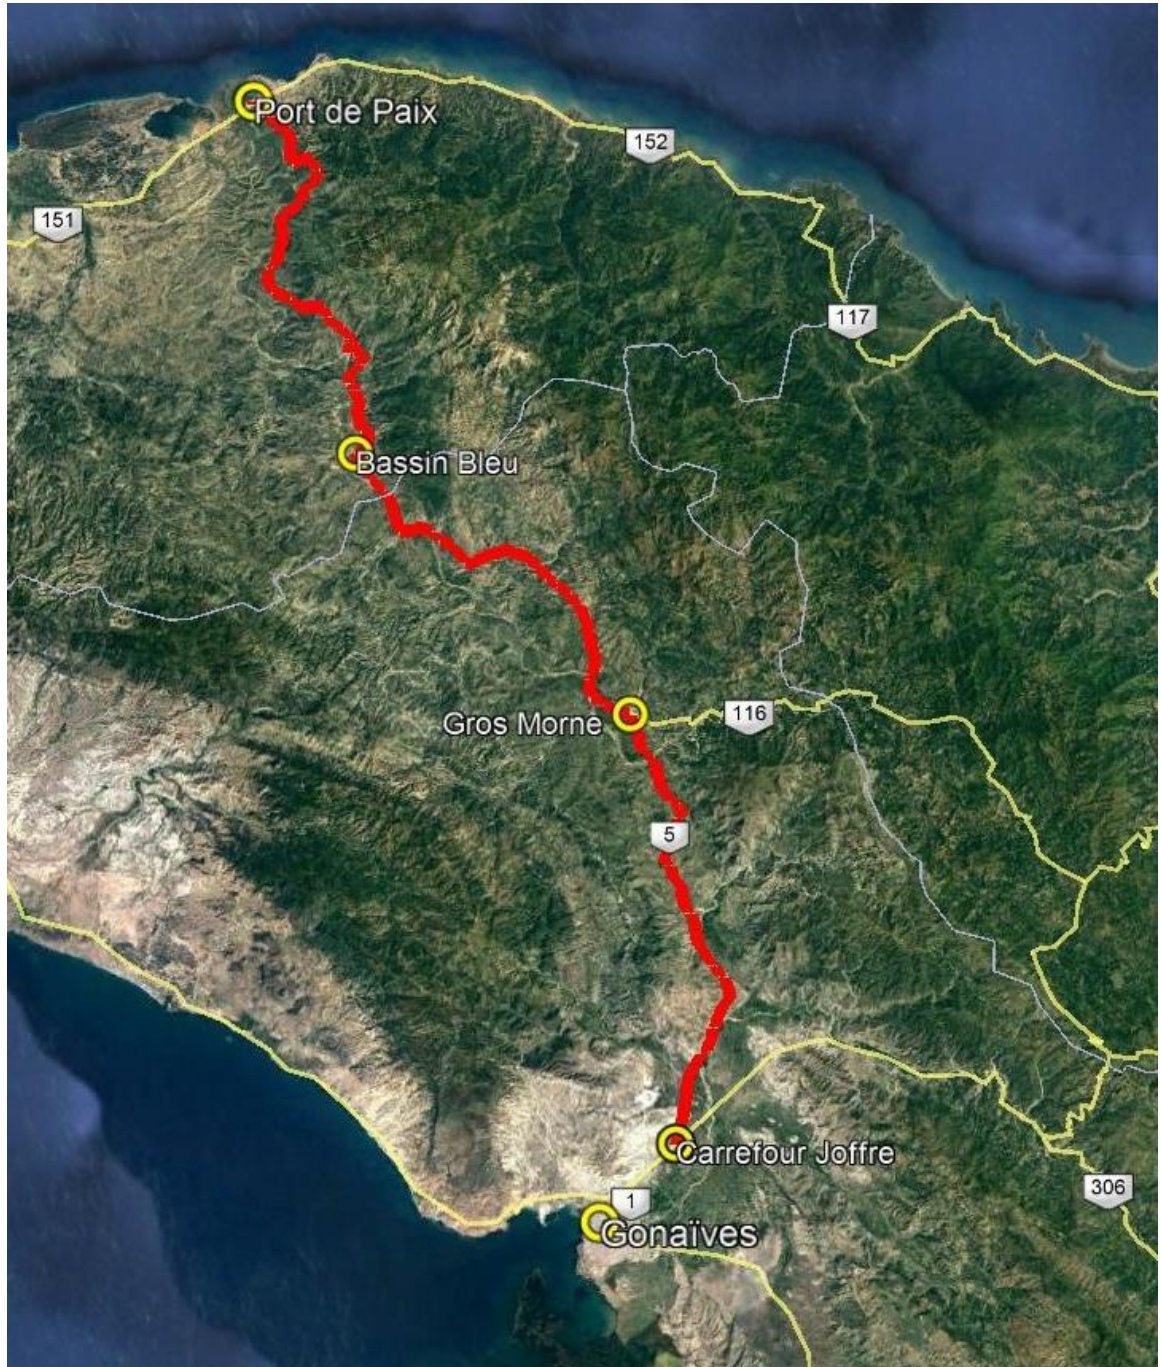 Port de Paix
152
151
117
Bassin Bleu
Gros Morne
116
5
Carrefour Joffre
306
1
Gonaïves